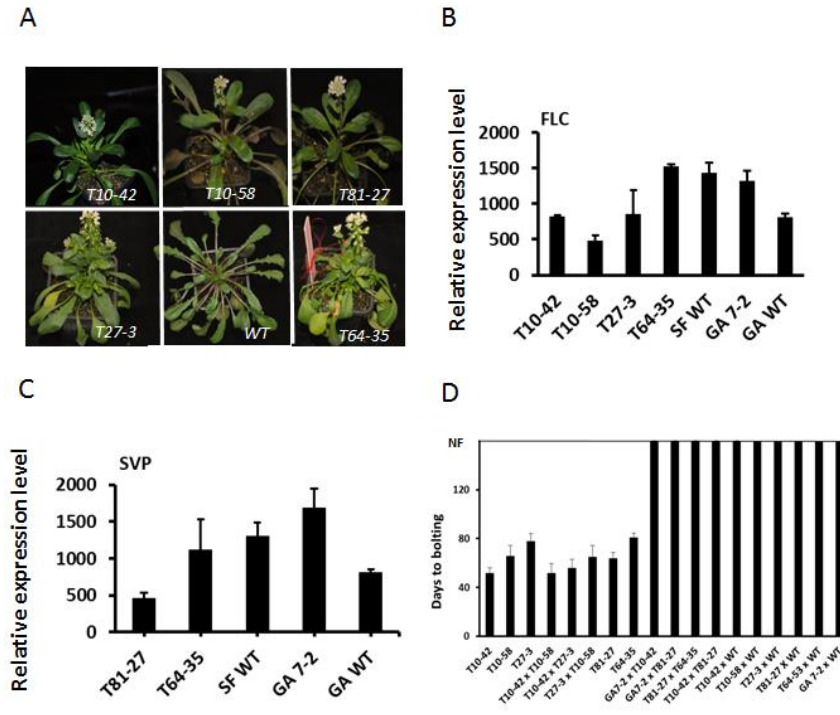 A
T10-42
T10-58
T81-27
T27-3
WT
T64-35
B
Relative expression level
FLC
2000
1500
1000
500
0
T10-42
T10-58
T27-3
T64-35
SF WT
GA 7-2
GA WT
C
Relative expression level
SVP
2000
1500
1000
500
0
T81-27
T64-35
SF WT
GA 7-2
GA WT
D
Days to bolting
NF
120
80
40
0
T10-42
T10-58
T27-3
T10-42 x T10-58
T10-42 x T27-3
T27-3 x T10-58
T81-27
T64-35
GA7-2 x T10-42
GA7-2 x T81-27
T81-27 x T64-35
T10-42 x T81-27
T10-42 x WT
T10-58 x WT
T27-3 x WT
T81-27 X WT
T64-53 x WT
GA 7-2 x WT